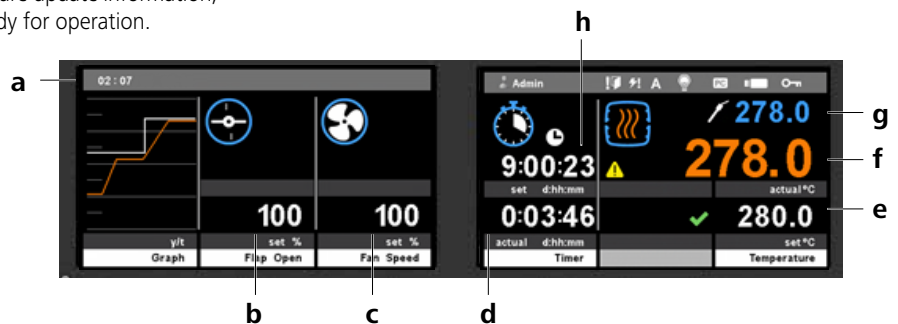 are update information,
dy for operation.
h
a
02:07
Admin
A
PC
278.0
g
9:00:23
278.0
f
set d:hh:mm
actual °C
100
100
0:03:46
280.0
e
y/t
set %
set %
actual d:hh:mm
set °C
Graph
Flap Open
Fan Speed
Timer
Temperature
b
c
d